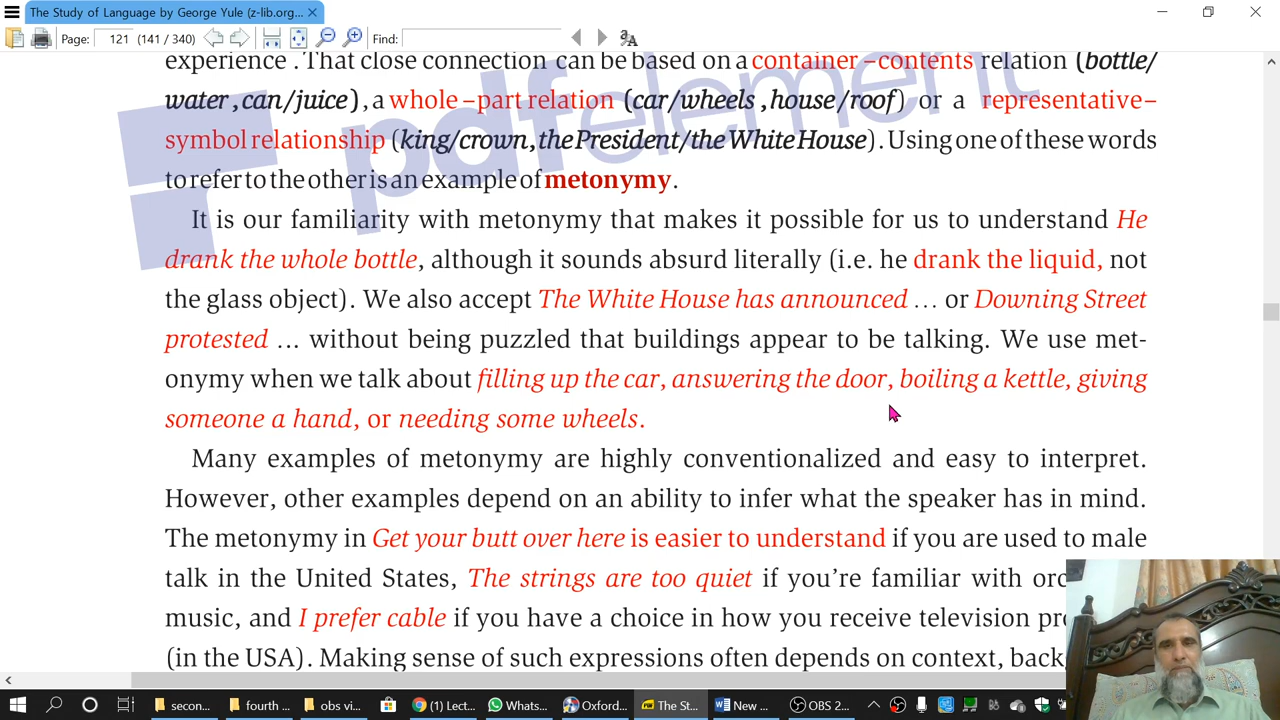 The Study of Language by George Yule (z-lib.org...
Page: 121 (141 / 340) Find:
experience . That close connection can be based on a container –contents relation (bottle/
water ,can/juice), a whole –part relation (car/wheels ,house/roof) or a representative–
symbol relationship (king/crown, the President/the White House). Using one of these words
to refer to the other is an example of metonymy.
It is our familiarity with metonymy that makes it possible for us to understand He
drank the whole bottle, although it sounds absurd literally (i.e. he drank the liquid, not
the glass object). We also accept The White House has announced … or Downing Street
protested … without being puzzled that buildings appear to be talking. We use met-
onymy when we talk about filling up the car, answering the door, boiling a kettle, giving
someone a hand, or needing some wheels.
Many examples of metonymy are highly conventionalized and easy to interpret.
However, other examples depend on an ability to infer what the speaker has in mind.
The metonymy in Get your butt over here is easier to understand if you are used to male
talk in the United States, The strings are too quiet if you're familiar with orc
music, and I prefer cable if you have a choice in how you receive television pro
(in the USA). Making sense of such expressions often depends on context, back
pdfelement
secon... fourth ... obs vi... (1) Lect... Whats... Oxford... The St... New ... OBS 2...